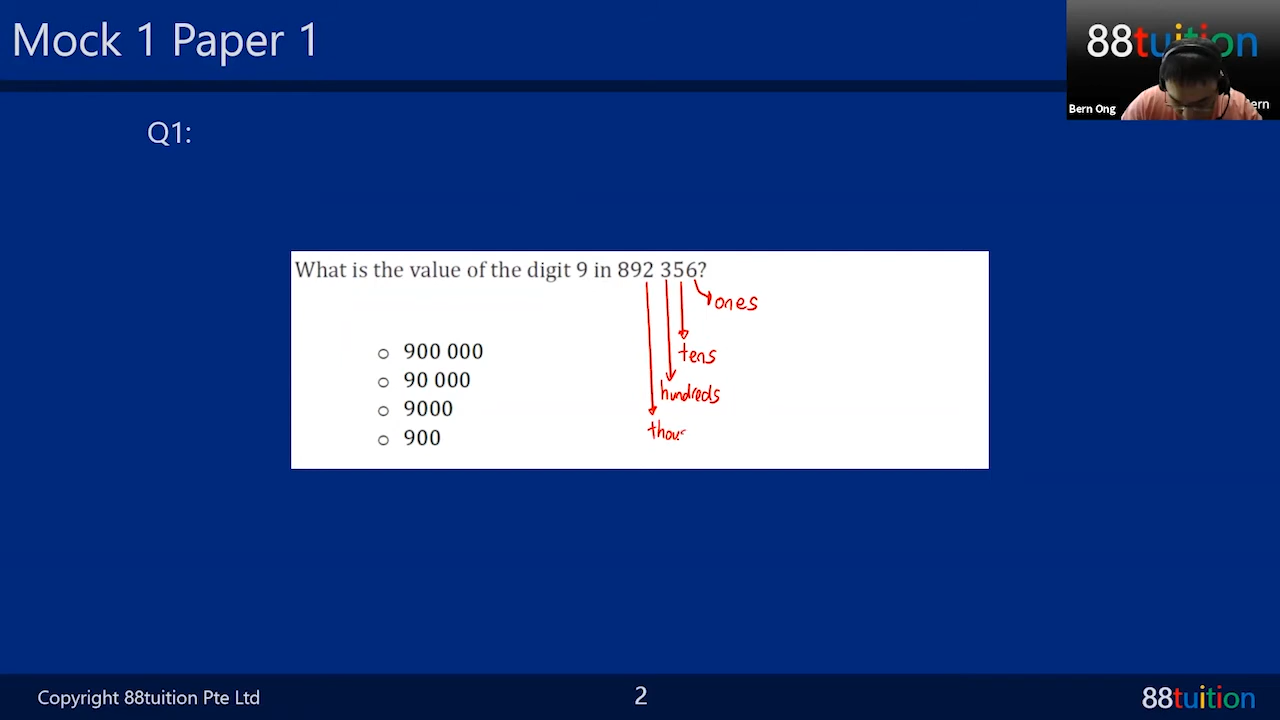 Mock 1 Paper 1
88tuition
Bern Ong
Q1:
What is the value of the digit 9 in 892 356?
ones
900 000
tens
90 000
hundreds
9000
thous
900
Copyright 88tuition Pte Ltd
2
88tuition